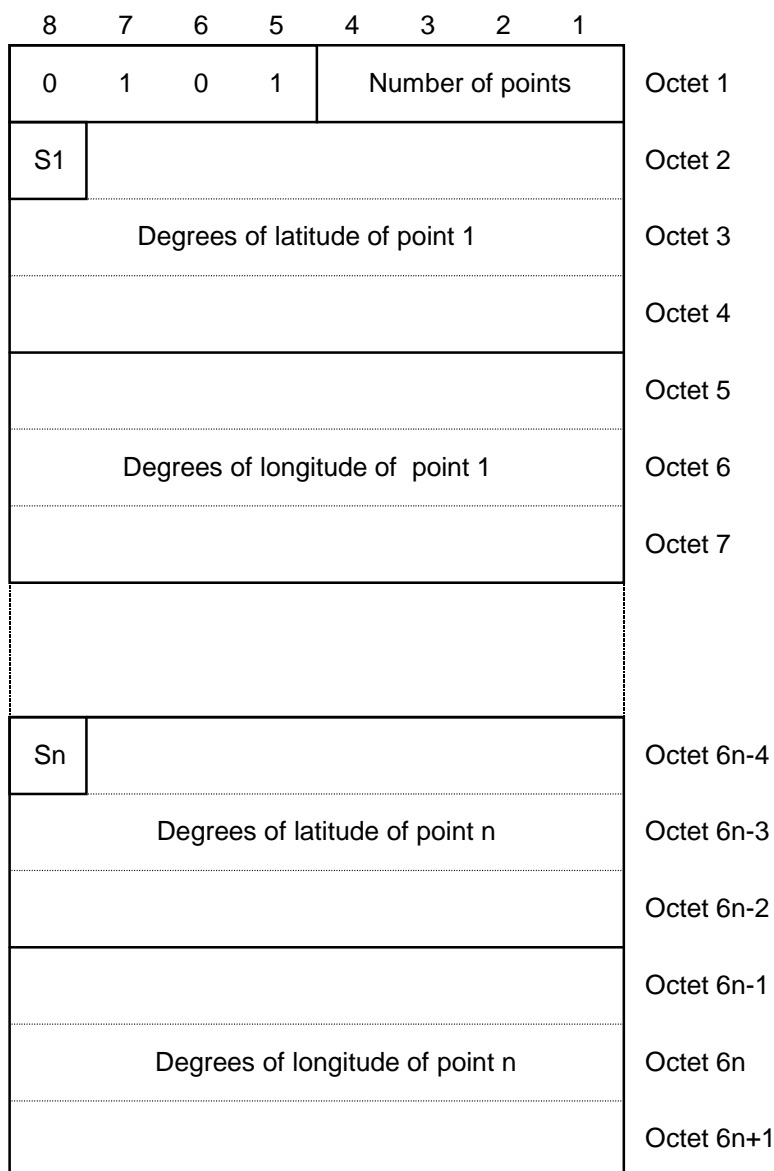 8 7 6 5 4 3 2 1
0 1 0 1 Number of points Octet 1
S1 Octet 2
Degrees of latitude of point 1 Octet 3
Octet 4
Octet 5
Degrees of longitude of point 1 Octet 6
Octet 7
Sn Octet 6n-4
Degrees of latitude of point n Octet 6n-3
Octet 6n-2
Octet 6n-1
Degrees of longitude of point n Octet 6n
Octet 6n+1